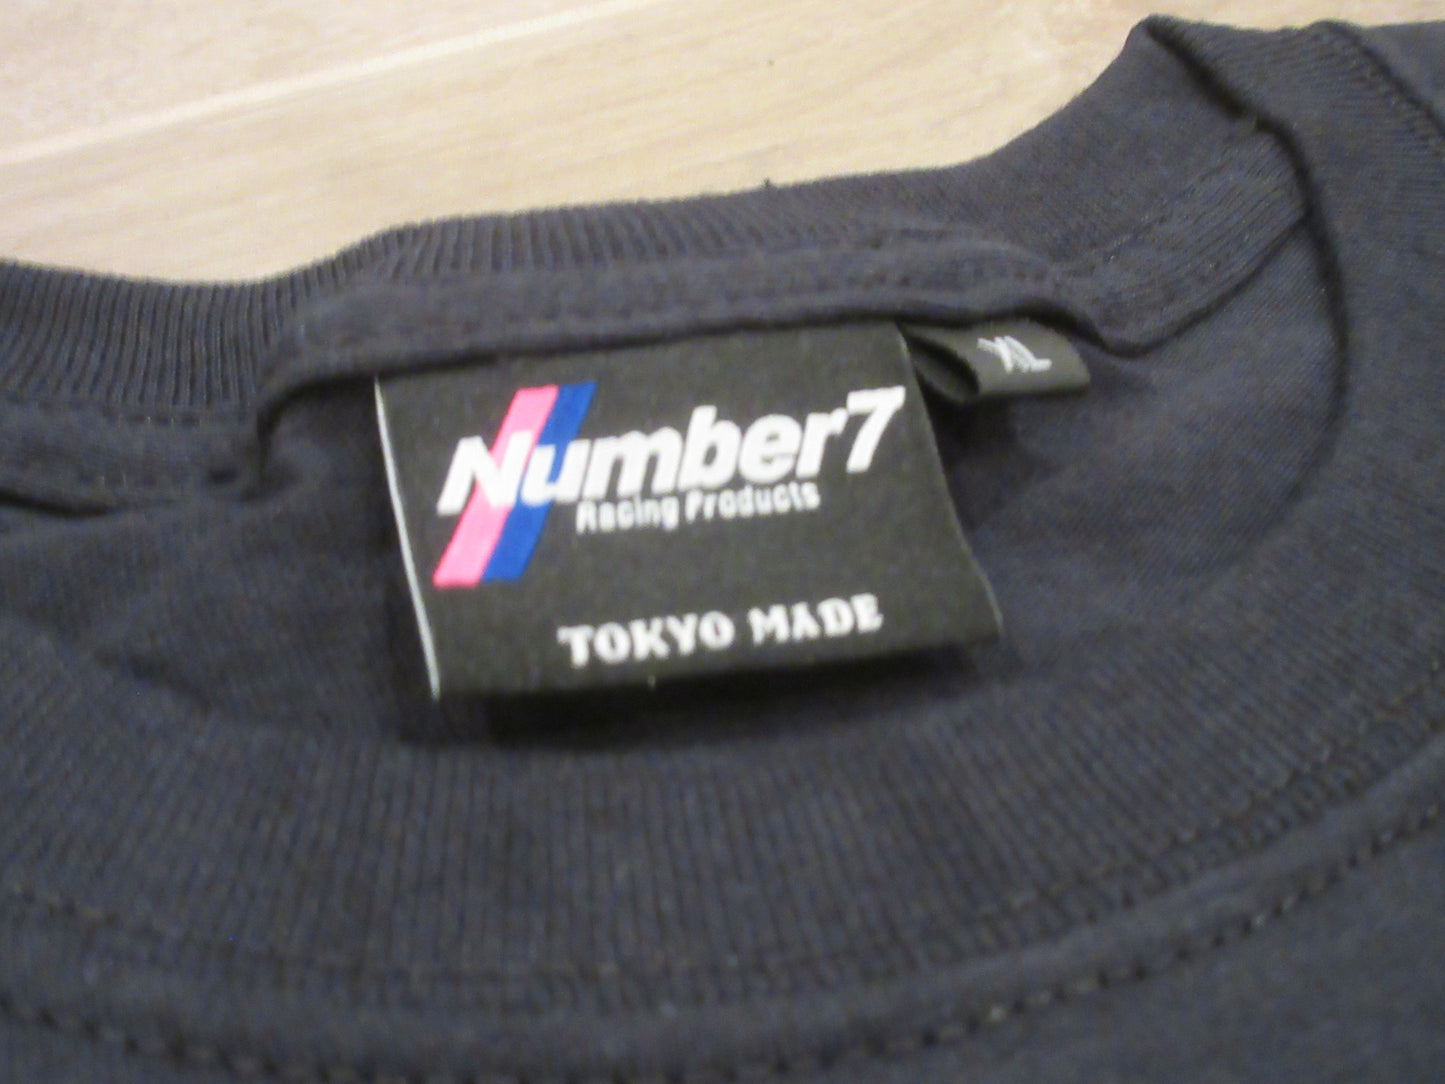 Number7
Racing Products
TOKYO MADE
XL